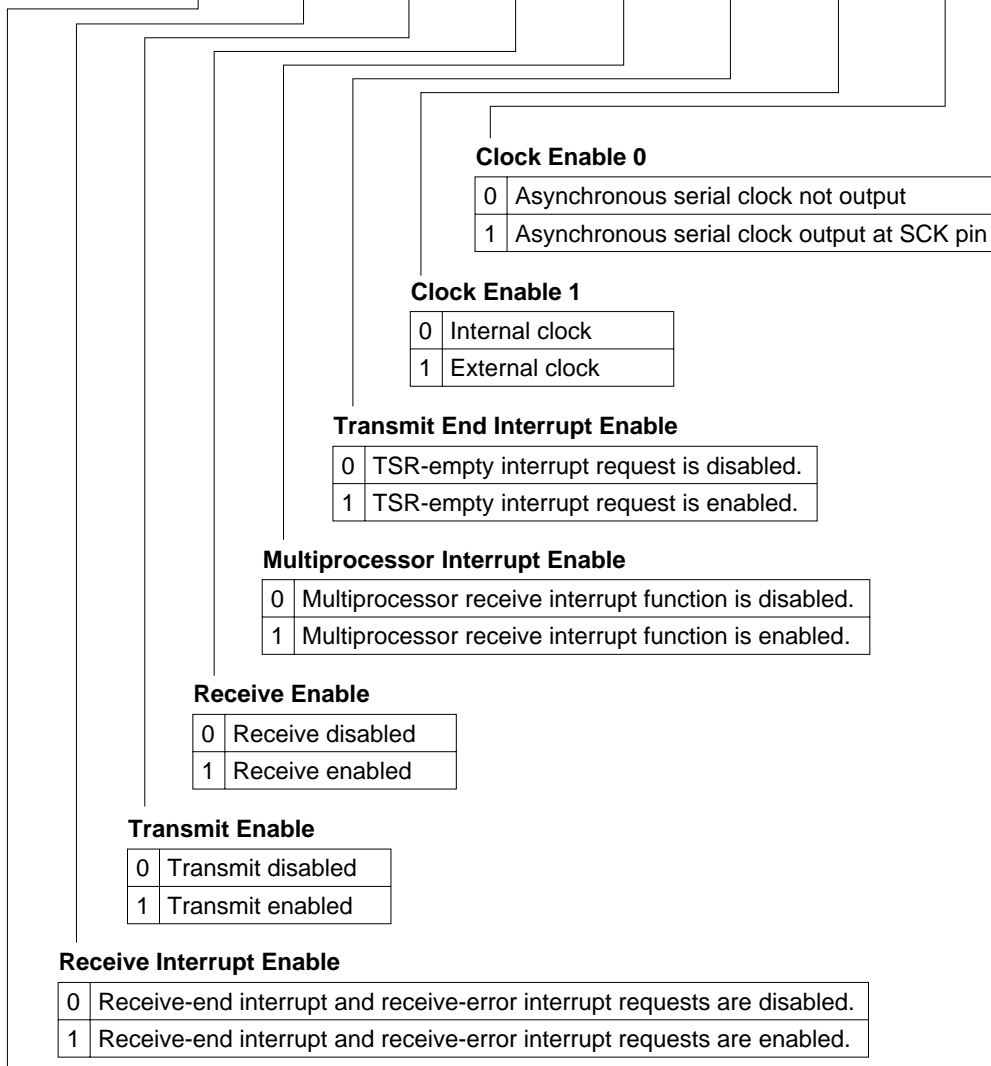 Clock Enable 0
0 Asynchronous serial clock not output
1 Asynchronous serial clock output at SCK pin
Clock Enable 1
0 Internal clock
1 External clock
Transmit End Interrupt Enable
0 TSR-empty interrupt request is disabled.
1 TSR-empty interrupt request is enabled.
Multiprocessor Interrupt Enable
0 Multiprocessor receive interrupt function is disabled.
1 Multiprocessor receive interrupt function is enabled.
Receive Enable
0 Receive disabled
1 Receive enabled
Transmit Enable
0 Transmit disabled
1 Transmit enabled
Receive Interrupt Enable
0 Receive-end interrupt and receive-error interrupt requests are disabled.
1 Receive-end interrupt and receive-error interrupt requests are enabled.